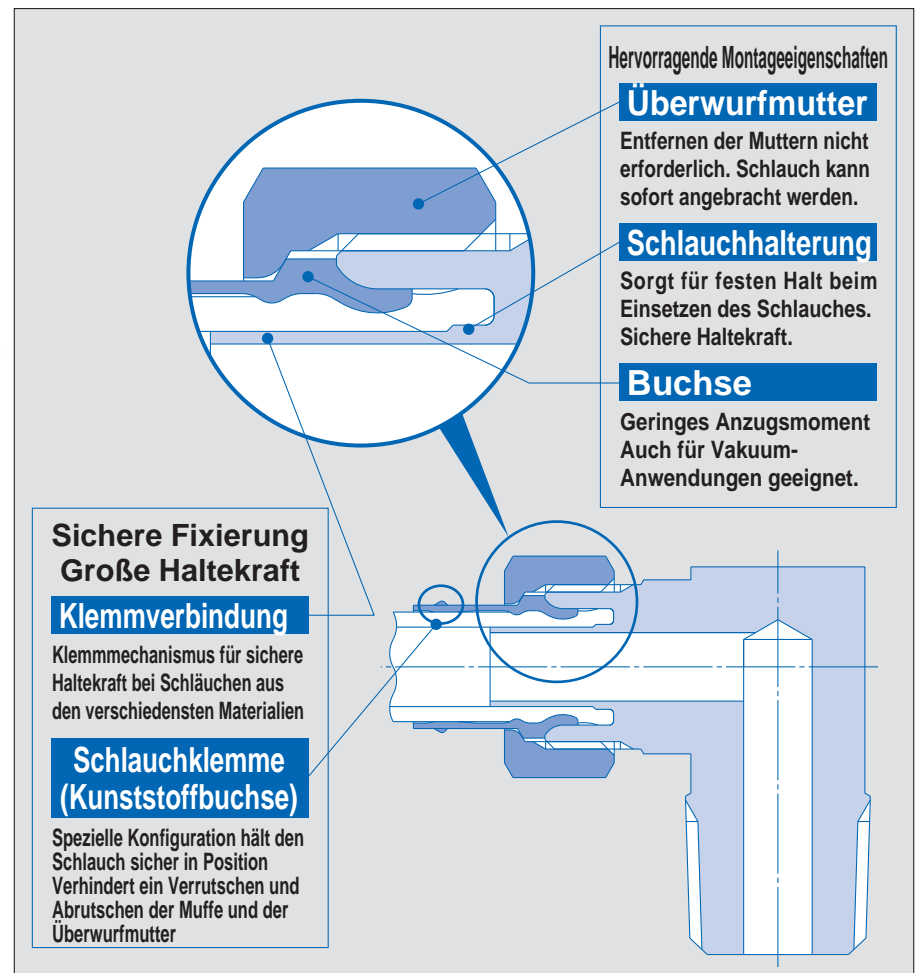 Hervorragende Montageeigenschaften
Überwurfmutter
Entfernen der Muttern nicht
erforderlich. Schlauch kann
sofort angebracht werden.
Schlauchhalterung
Sorgt für festen Halt beim
Einsetzen des Schlauches.
Sichere Haltekraft.
Buchse
Geringes Anzugsmoment
Auch für Vakuum-
Anwendungen geeignet.
Sichere Fixierung
Große Haltekraft
Klemmverbindung
Klemmmechanismus für sichere
Haltekraft bei Schläuchen aus
den verschiedensten Materialien
Schlauchklemme
(Kunststoffbuchse)
Spezielle Konfiguration hält den
Schlauch sicher in Position
Verhindert ein Verrutschen und
Abrutschen der Muffe und der
Überwurfmutter